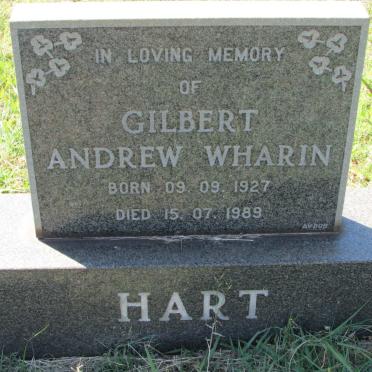 IN LOVING MEMORY
OF
GILBERT
ANDREW WHARIN
BORN 09. 09. 1927
DIED 15. 07. 1989
HART